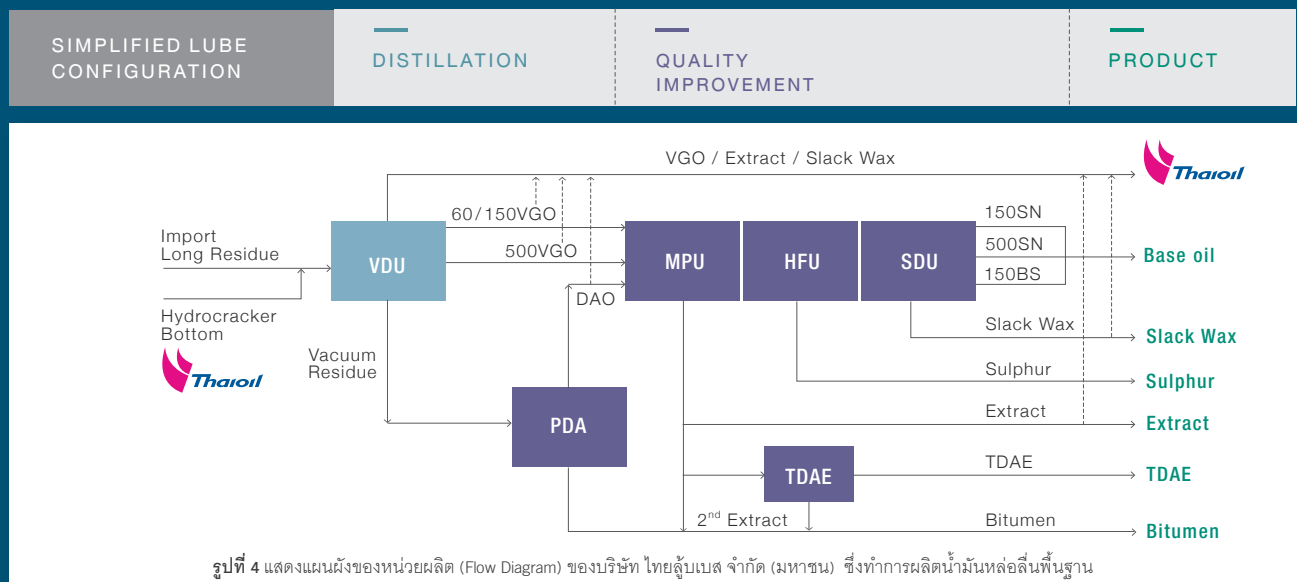 SIMPLIFIED LUBE
CONFIGURATION
DISTILLATION
QUALITY
IMPROVEMENT
PRODUCT
VGO / Extract / Slack Wax
Thaioil
60/150VGO
150SN
Import
Long Residue
VDU
500VGO
MPU
HFU
SDU
500SN
Base oil
150BS
DAO
Hydrocracker
Bottom
Slack Wax
Slack Wax
Vacuum
Residue
Thaioil
Sulphur
Sulphur
PDA
Extract
Extract
TDAE
TDAE
TDAE
2nd Extract
Bitumen
Bitumen
รูปที่ 4 แสดงแผนผังของหน่วยผลิต (Flow Diagram) ของบริษัท ไทยลู้บเบส จำกัด (มหาชน) ซึ่งทำการผลิตน้ำมันหล่อลื่นพื้นฐาน